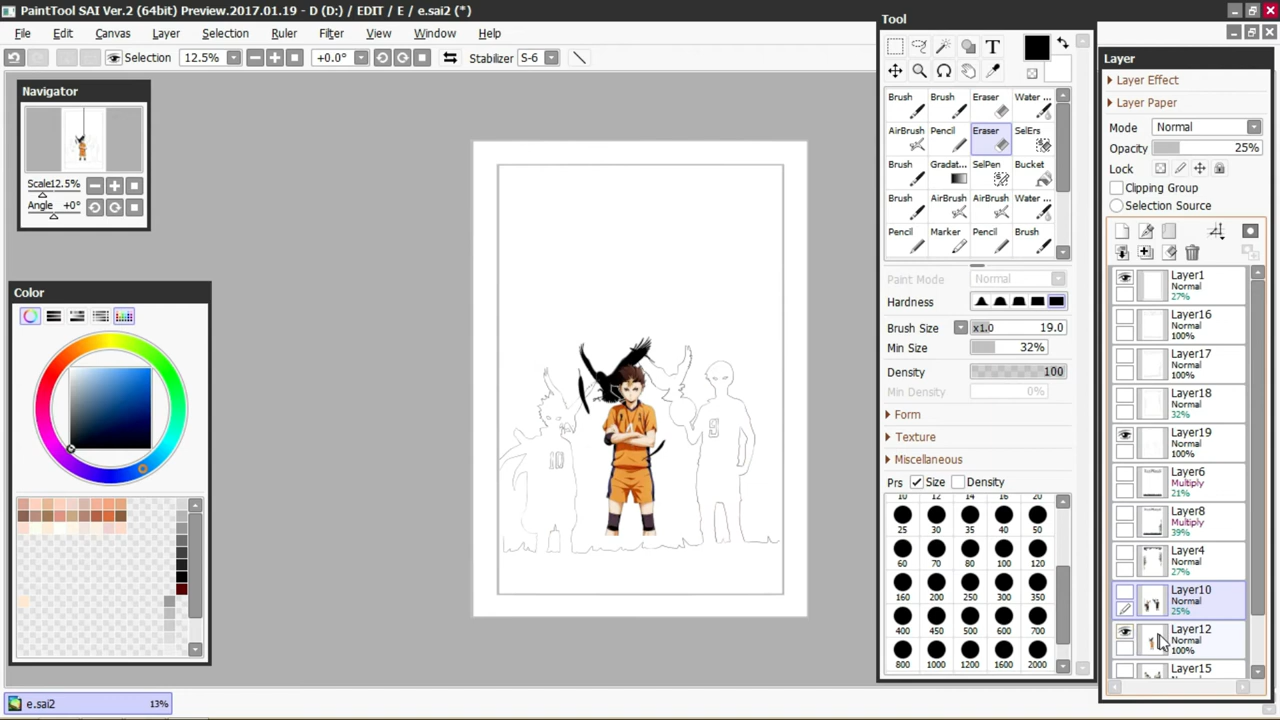 PaintTool SAI Ver.2 (64bit) Preview.2017.01.19 - D (D:) / EDIT / E / e.sai2 (*)
File Edit Canvas Layer Selection Ruler Filter View Window Help
Selection 12.5% +0.0° Stabilizer S-6
Navigator
Scale12.5%
Angle +0°
Color
Tool
T
Brush Brush Eraser Water ...
AirBrush Pencil Eraser SelErs
Brush Gradat... SelPen Bucket
Brush AirBrush AirBrush Water ...
Pencil Marker Pencil Brush
Paint Mode Normal
Hardness
Brush Size x1.0 19.0
Min Size 32%
Density 100
Min Density 0%
Form
Texture
Miscellaneous
Prs Size Density
10 12 14 16 20
25 30 35 40 50
60 70 80 100 120
160 200 250 300 350
400 450 500 600 700
800 1000 1200 1600 2000
Layer
Layer Effect
Layer Paper
Mode Normal
Opacity 25%
Lock
Clipping Group
Selection Source
Layer1
Normal
27%
Layer16
Normal
100%
Layer17
Normal
100%
Layer18
Normal
32%
Layer19
Normal
100%
Layer6
Multiply
21%
Layer8
Multiply
39%
Layer4
Normal
27%
Layer10
Normal
25%
Layer12
Normal
100%
Layer15
Normal
10
e.sai2 13%